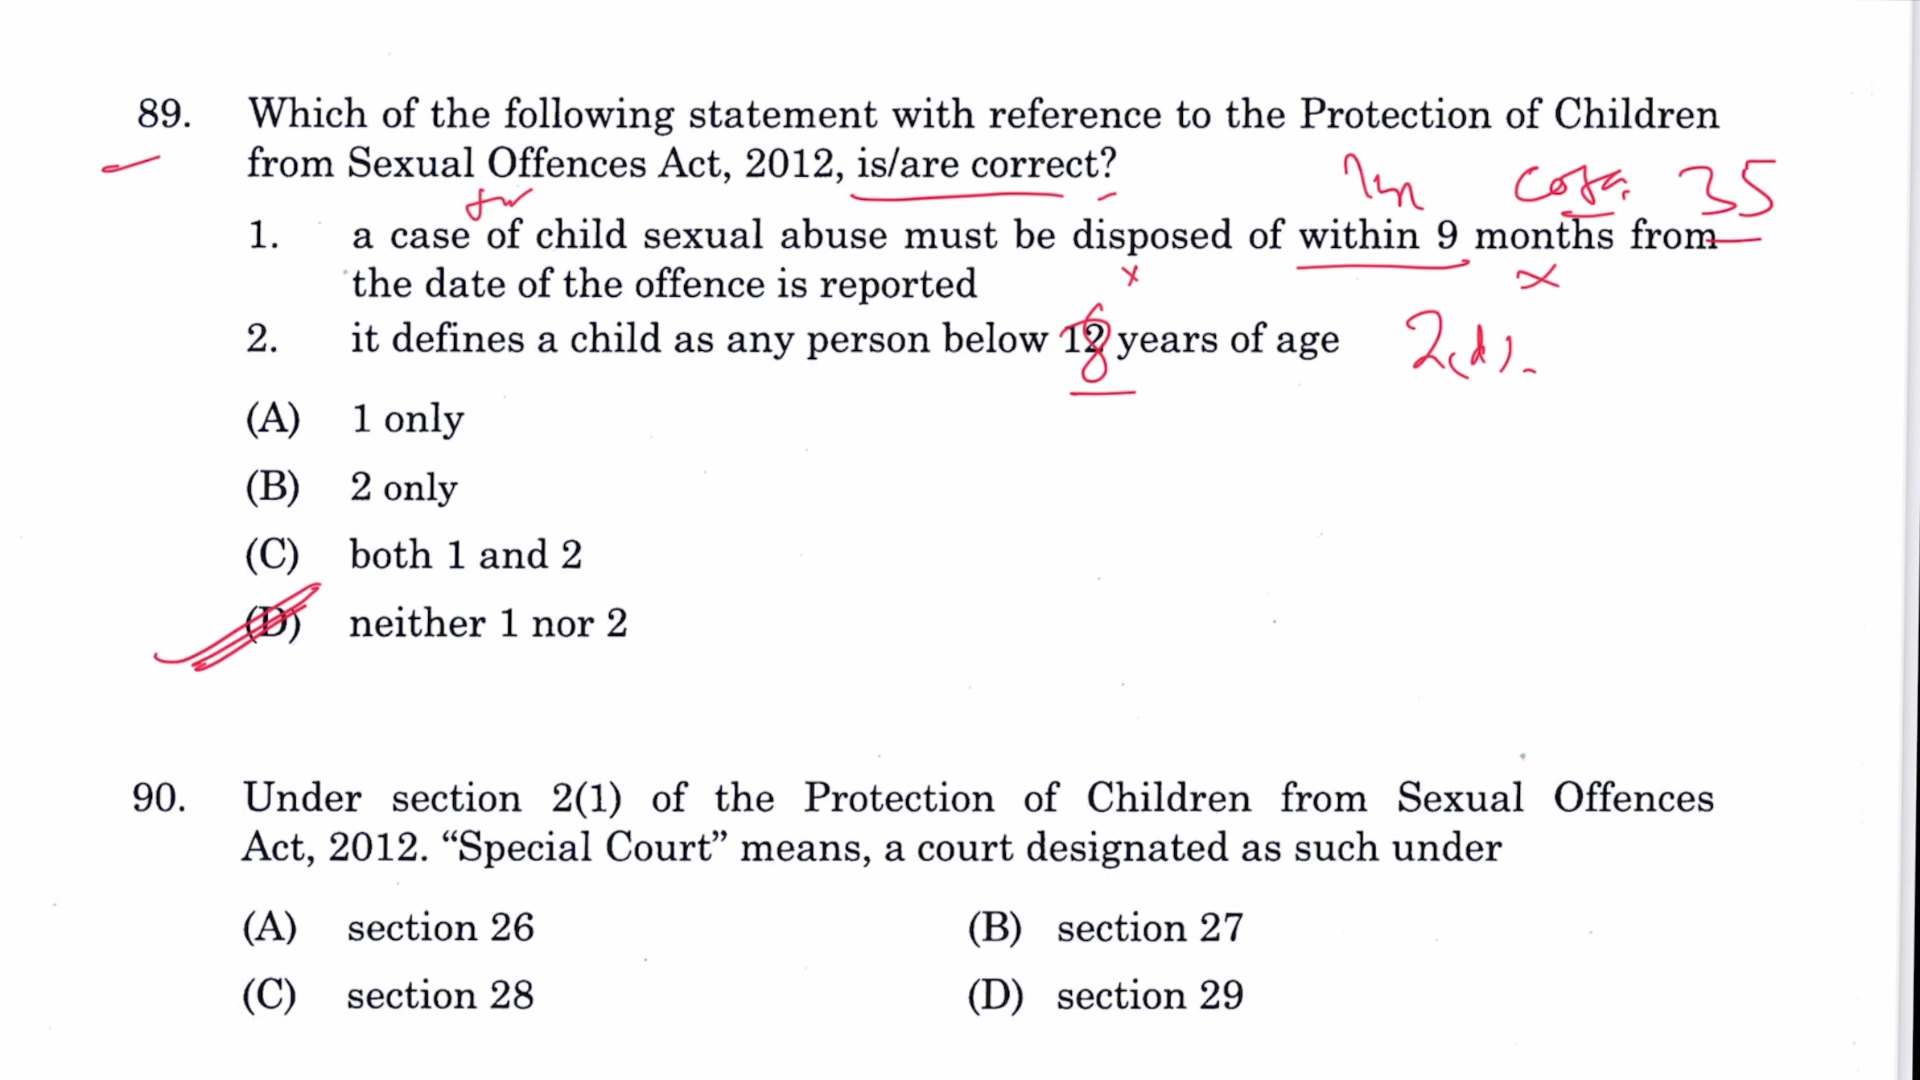 89. Which of the following statement with reference to the Protection of Children
from Sexual Offences Act, 2012, is/are correct?
35
1. a case of child sexual abuse must be disposed of within 9 months from
the date of the offence is reported
2. it defines a child as any person below 12 years of age 2(d).
8
(A) 1 only
(B) 2 only
(C) both 1 and 2
(D) neither 1 nor 2
90. Under section 2(1) of the Protection of Children from Sexual Offences
Act, 2012. “Special Court” means, a court designated as such under
(A) section 26 (B) section 27
(C) section 28 (D) section 29